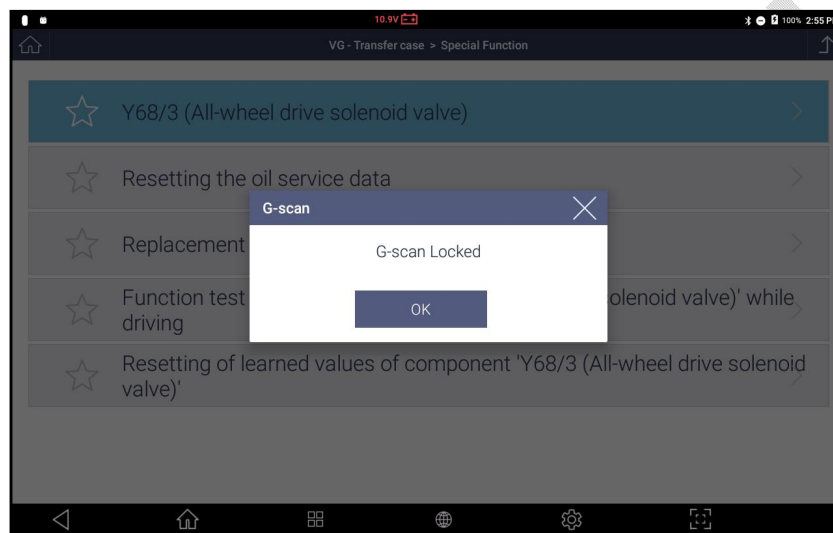 10.9V
100% 2:55 P
VG - Transfer case > Special Function
Y68/3 (All-wheel drive solenoid valve)
Resetting the oil service data
G-scan
Replacement
G-scan Locked
Function test
olenoid valve)' while
driving
OK
Resetting of learned values of component 'Y68/3 (All-wheel drive solenoid
valve)'